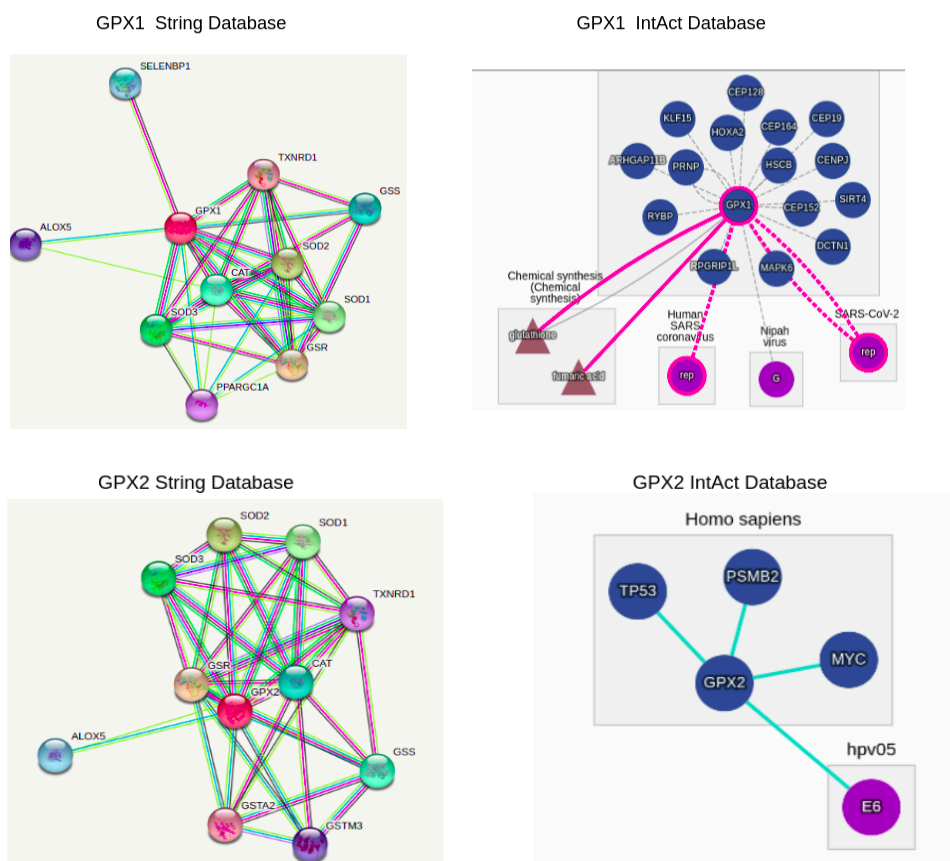 GPX1  String Database
GPX1  IntAct Database
SELENBP1
TXNRD1
GSS
GPX1
ALOX5
SOD2
CAT
SOD1
SOD3
GSR
PPARGC1A
CEP128
KLF15
HOXA2
CEP164
CEP19
ARHGAP11B
PRNP
HSCB
CENPJ
GPX1
CEP152
SIRT4
RYBP
DCTN1
RPGRIP1L
MAPK6
Chemical synthesis
(Chemical
synthesis)
glutathione
fumaric acid
Human
SARS
coronavirus
rep
Nipah
virus
G
SARS-CoV-2
rep
GPX2 String Database
GPX2 IntAct Database
SOD2
SOD1
SOD3
TXNRD1
GSR
CAT
GPX2
ALOX5
GSS
GSTA2
GSTM3
Homo sapiens
TP53
PSMB2
MYC
GPX2
hpv05
E6